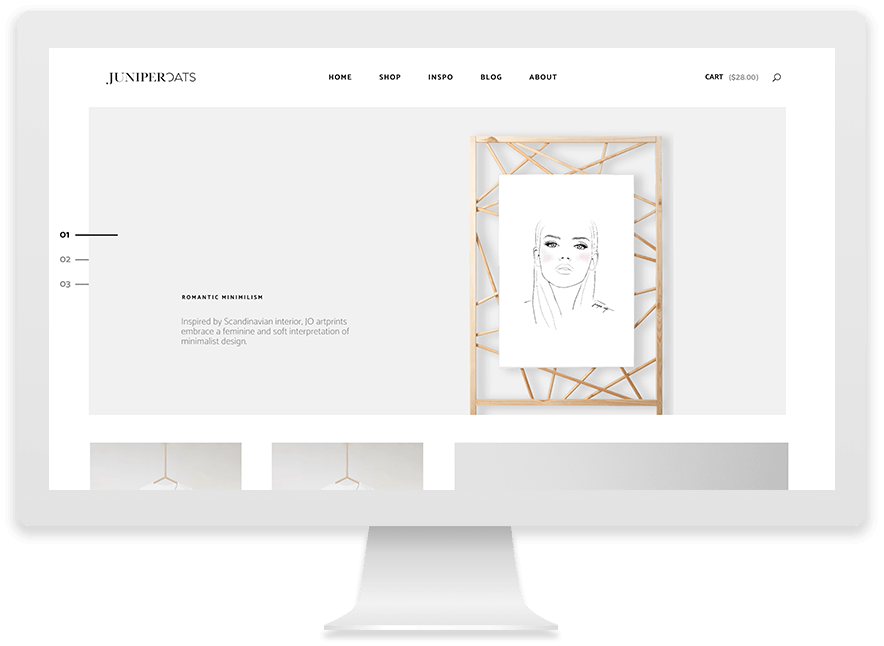 JUNIPEROATS
HOME
SHOP
INSPO
BLOG
ABOUT
CART ($28.00)
01
02
03
ROMANTIC MINIMILISM
Inspired by Scandinavian interior, JO artprints
embrace a feminine and soft interpretation of
minimalist design.